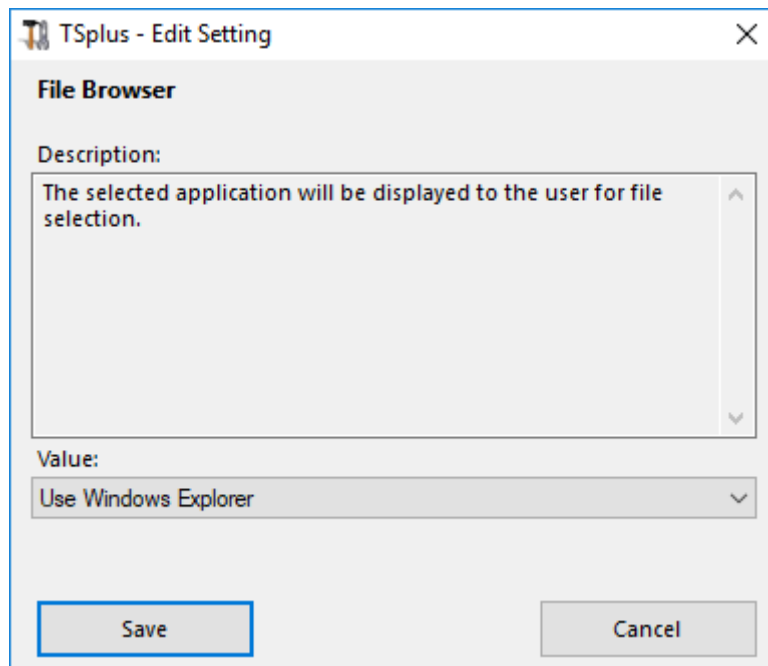 TSplus - Edit Setting
File Browser
Description:
The selected application will be displayed to the user for file
selection.
Value:
Use Windows Explorer
Save
Cancel